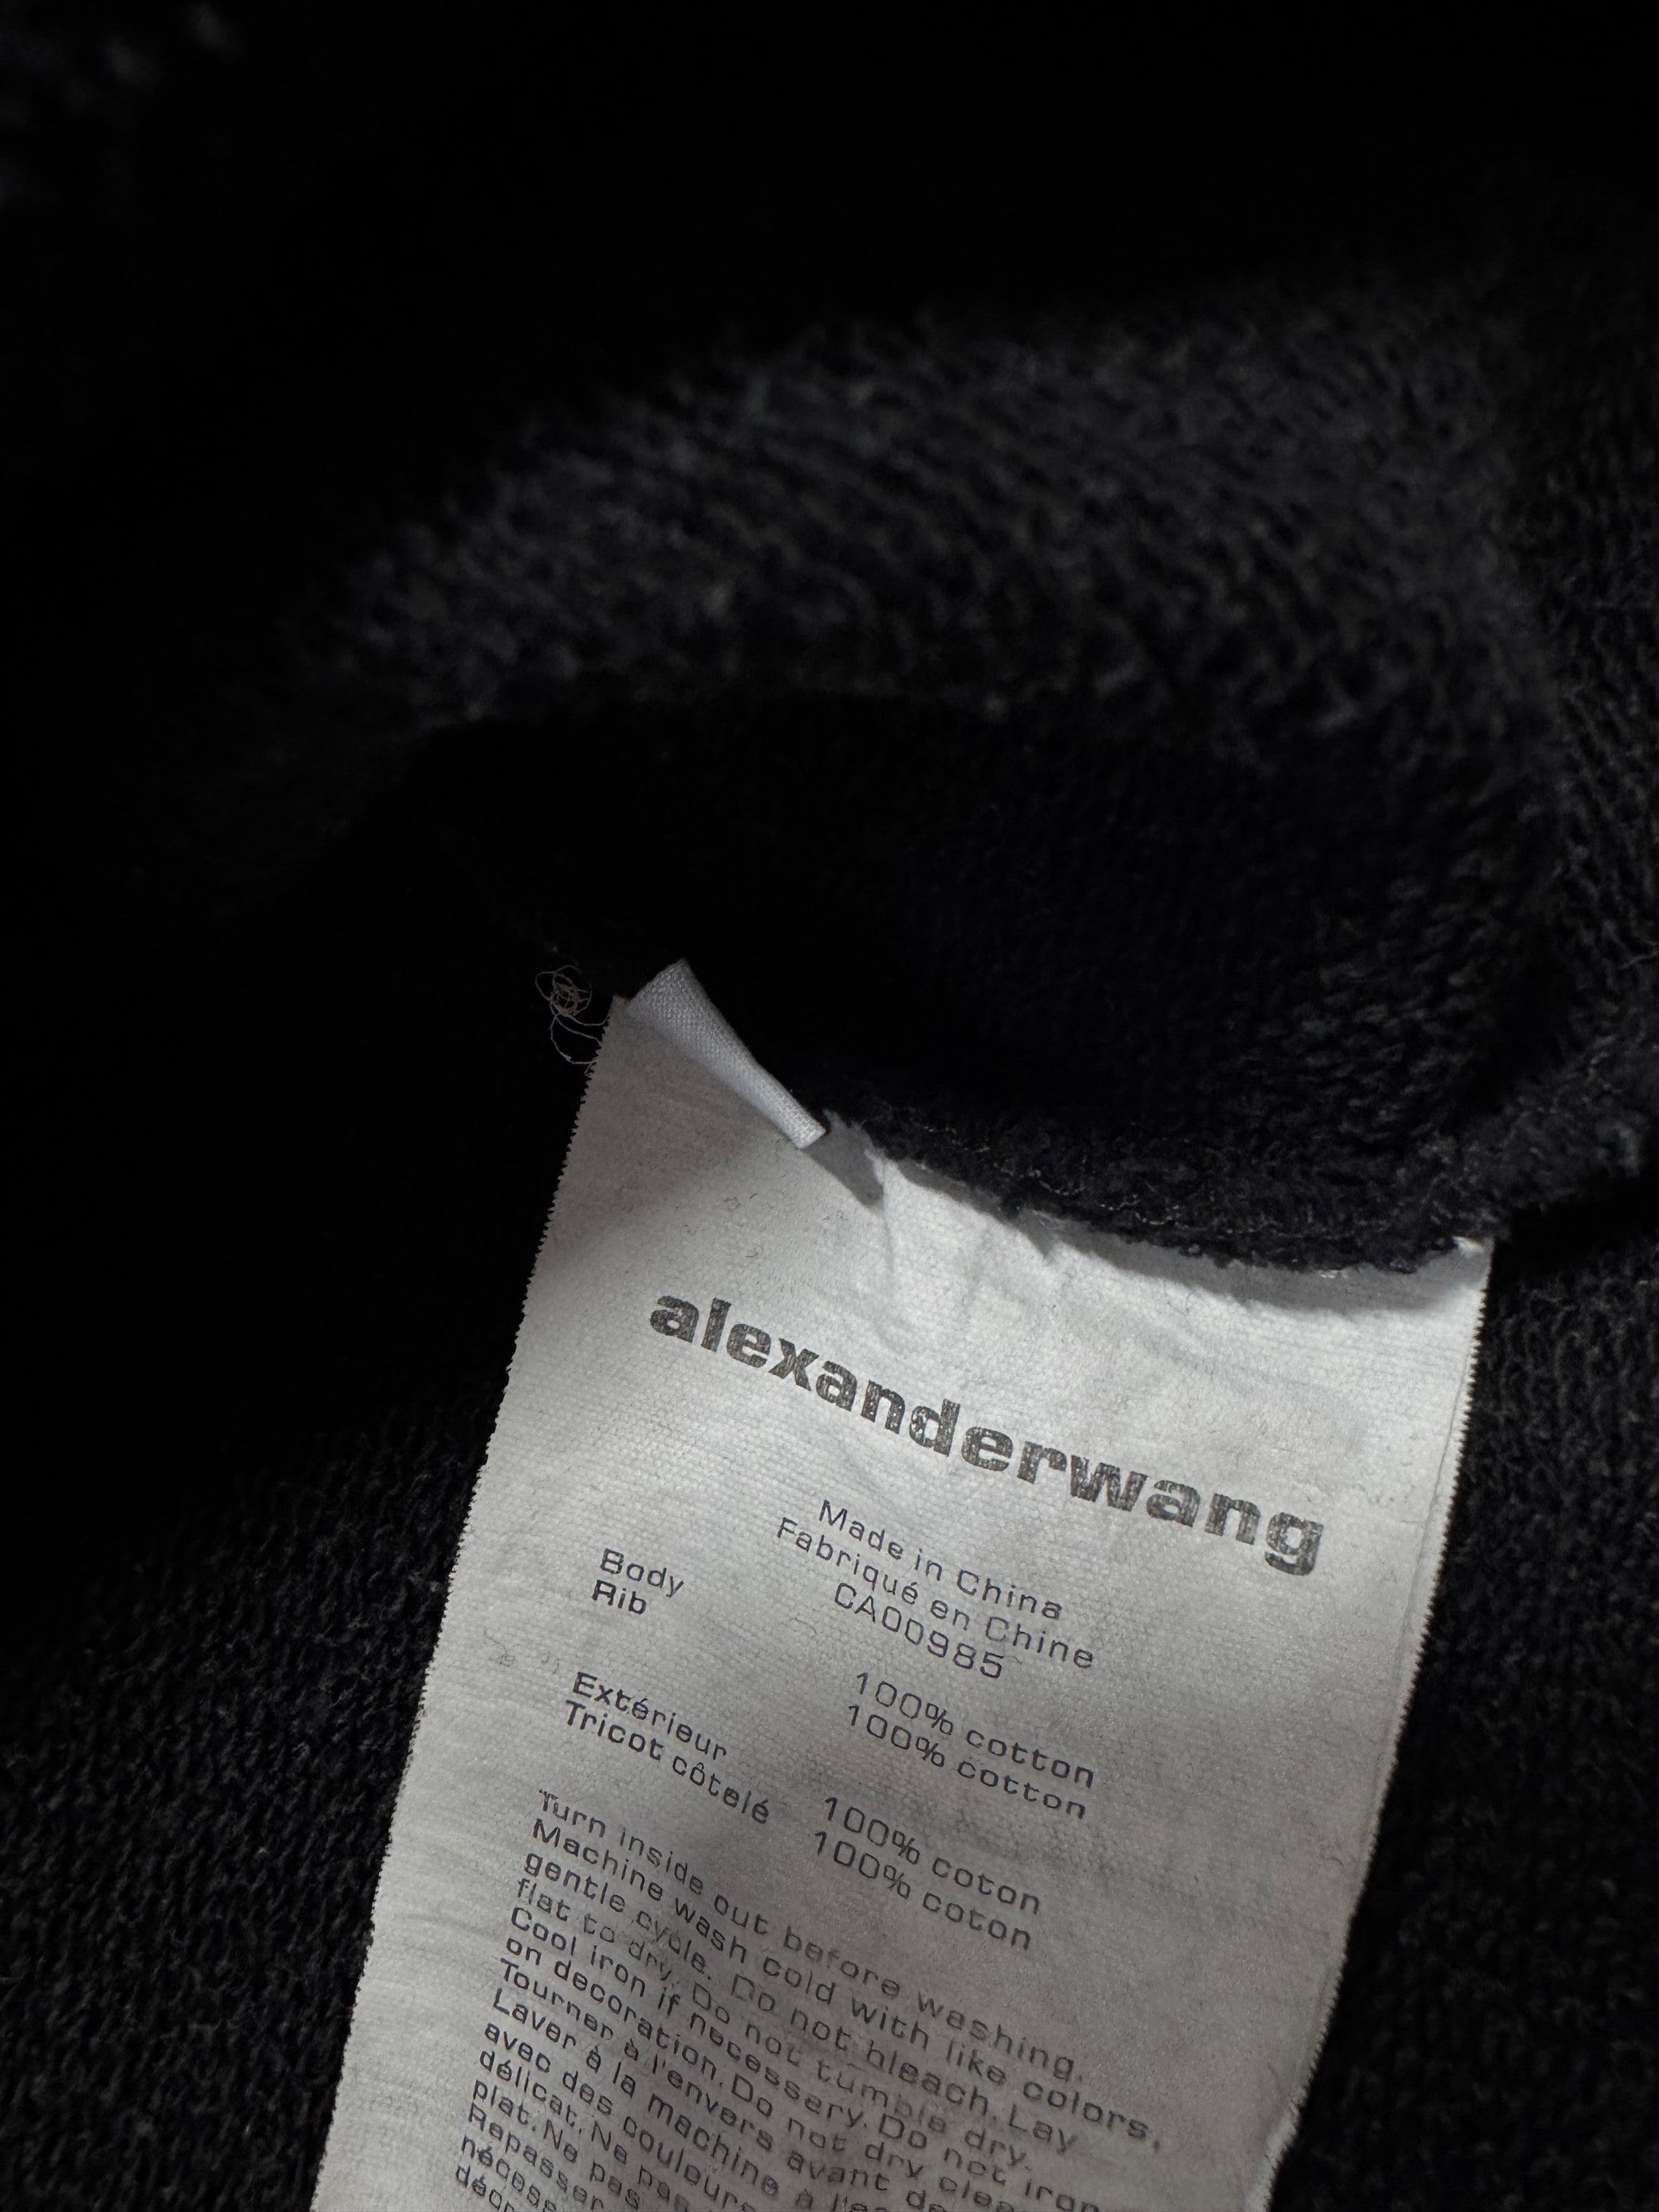 alexanderwang
Made in China
Fabriqué en Chine
CA00985
Body 100% cotton
Rib 100% cotton
Extérieur 100% coton
Tricot côtelé 100% coton
Turn inside out before washing.
Machine wash cold with like colors,
gentle cycle. Do not bleach. Lay
flat to dry. Do not tumble dry.
Cool iron if necessary. Do not iron
on decoration. Do not dry clean
Tourner à l'envers avant de
Laver à la machine à
avec des couleurs
délicat. Ne pas
plat. Ne pas
Repasser